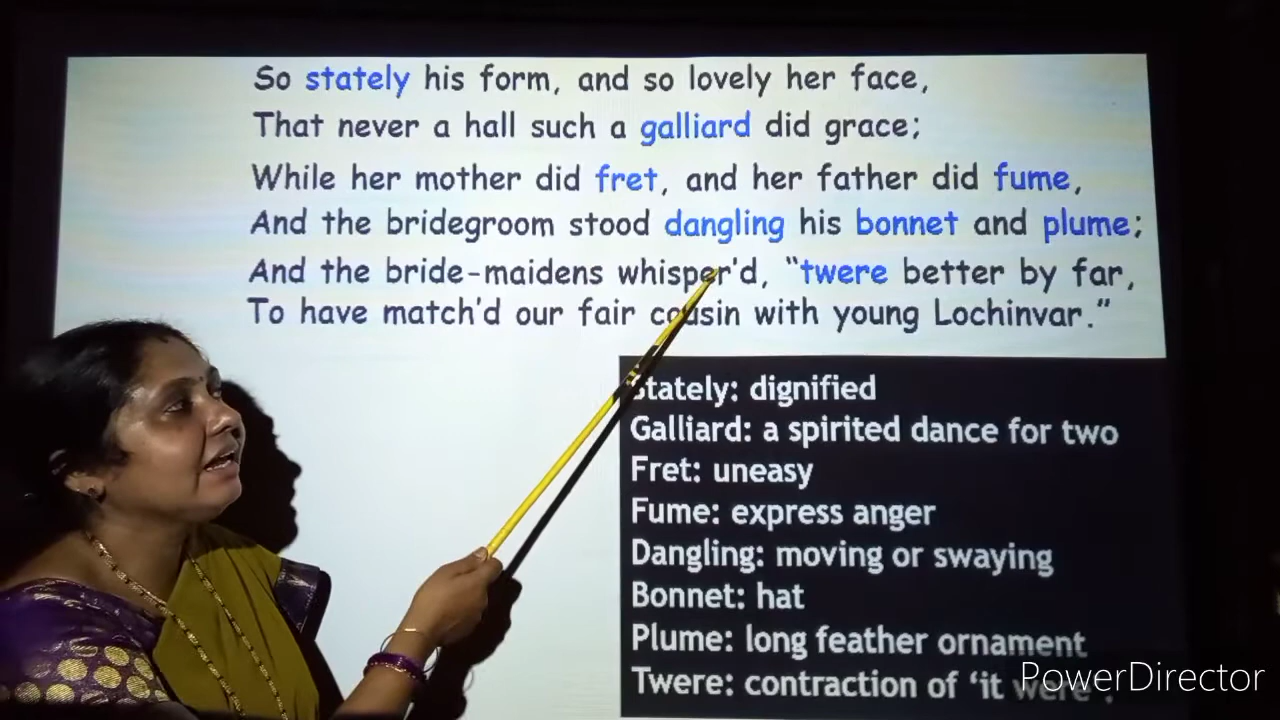 So stately his form, and so lovely her face,
That never a hall such a galliard did grace;
While her mother did fret, and her father did fume,
And the bridegroom stood dangling his bonnet and plume;
And the bride-maidens whisper'd, “twere better by far,
To have match'd our fair cousin with young Lochinvar.”
Stately: dignified
Galliard: a spirited dance for two
Fret: uneasy
Fume: express anger
Dangling: moving or swaying
Bonnet: hat
Plume: long feather ornament
Twere: contraction of ‘it were’.
PowerDirector